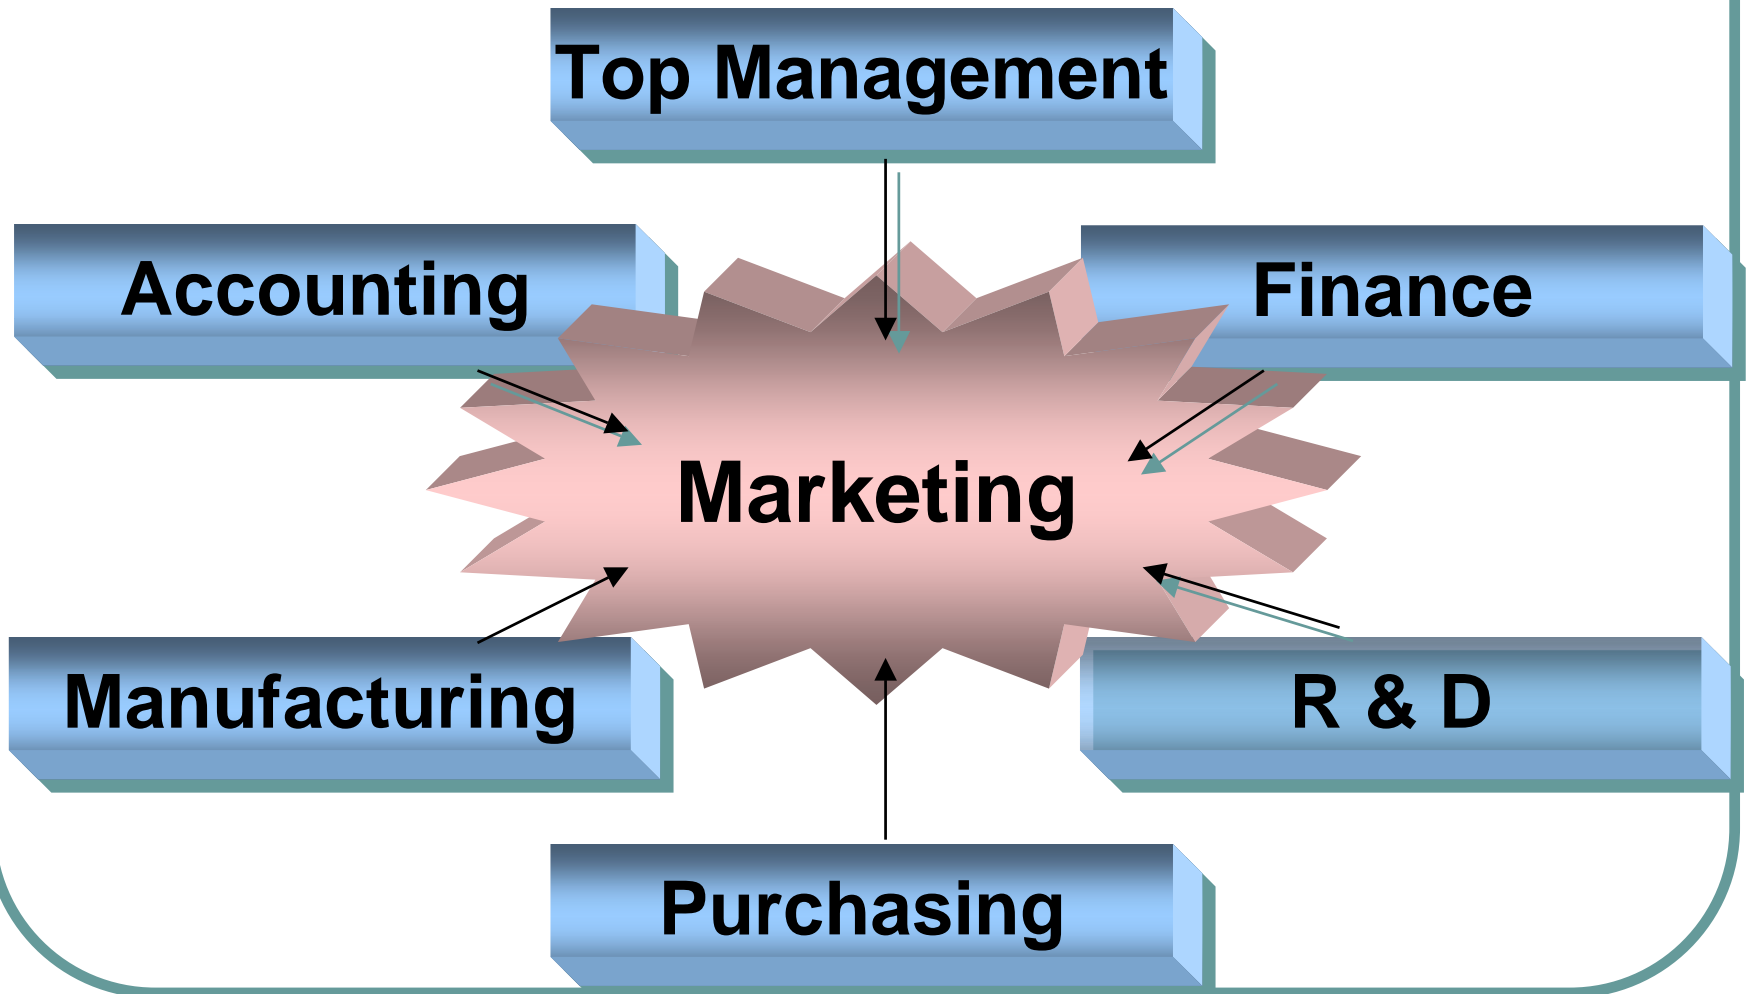 Top Management
Accounting
Finance
Marketing
Manufacturing
R & D
Purchasing